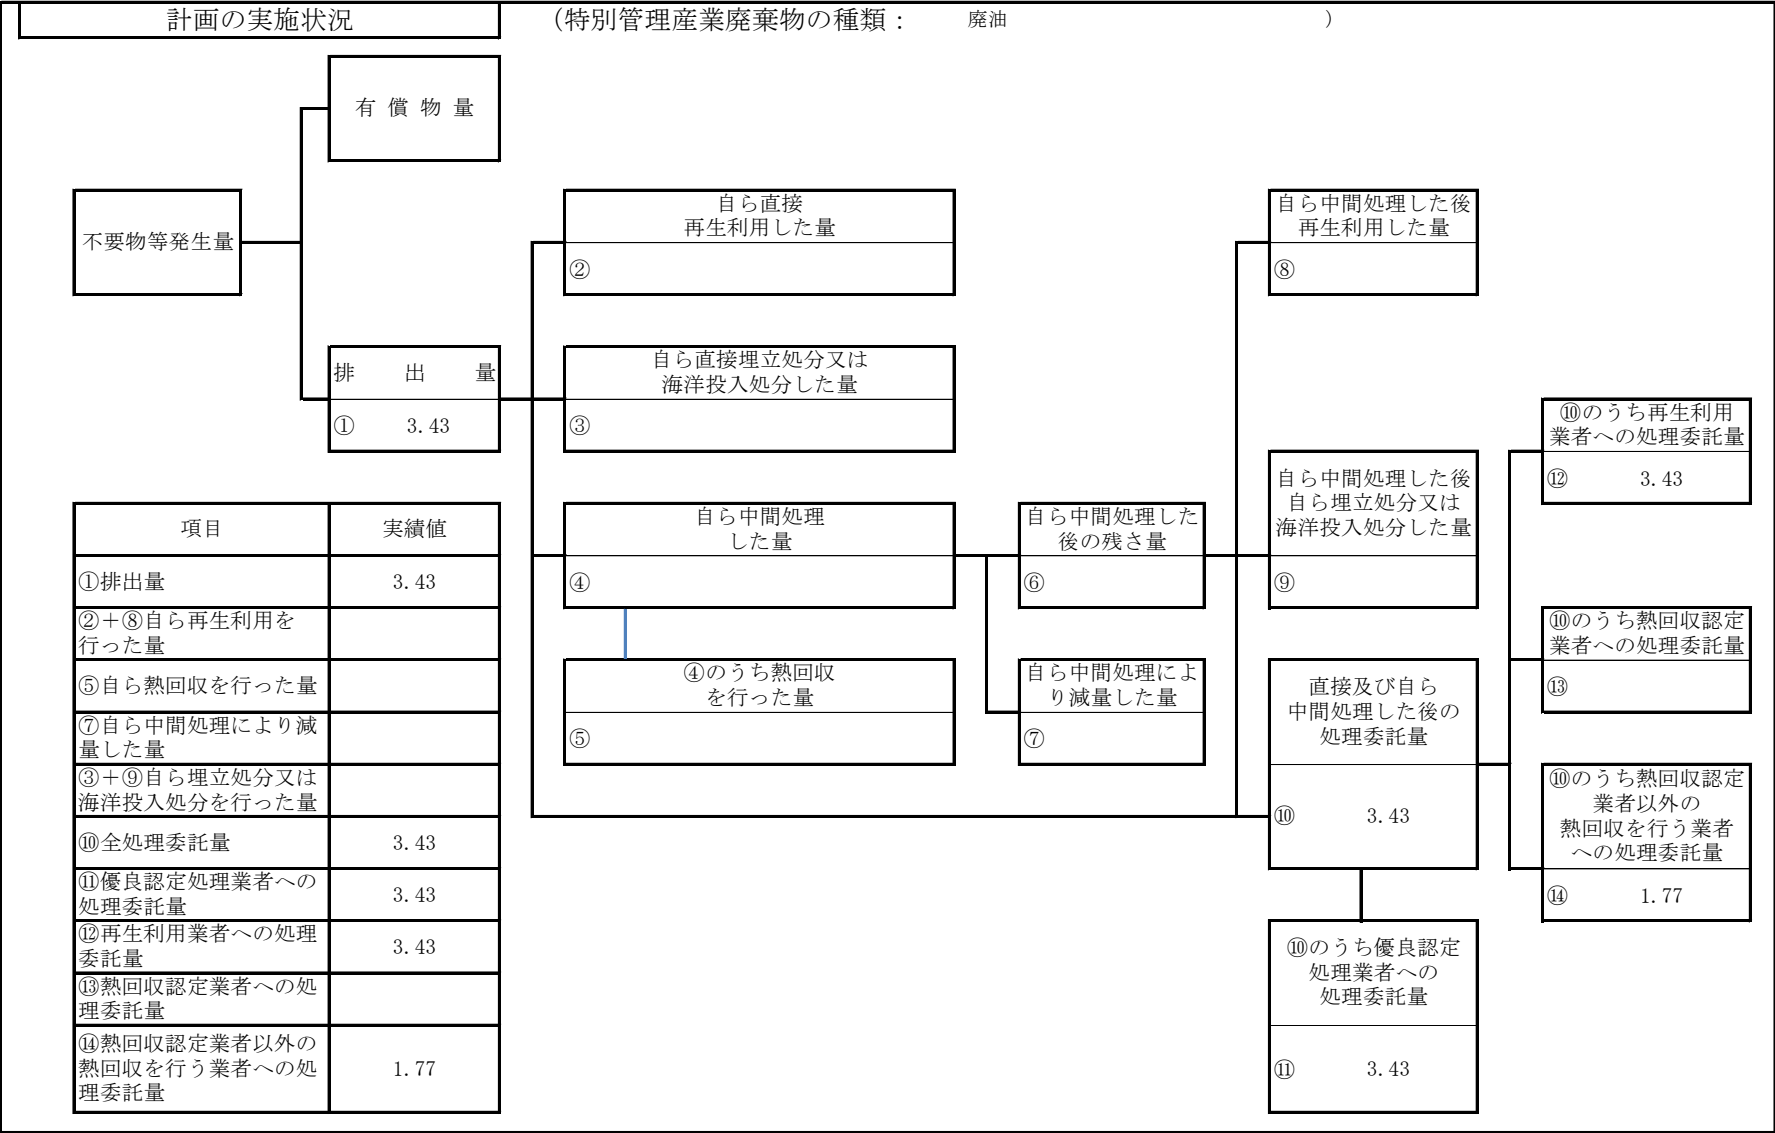 計画の実施状況
（特別管理産業廃棄物の種類： 廃油 ）
有 償 物 量
不要物等発生量
排 出 量
① 3.43
自ら直接
再生利用した量
②
自ら直接埋立処分又は
海洋投入処分した量
③
自ら中間処理
した量
④
④のうち熱回収
を行った量
⑤
自ら中間処理した
後の残さ量
⑥
自ら中間処理によ
り減量した量
⑦
自ら中間処理した後
再生利用した量
⑧
自ら中間処理した後
自ら埋立処分又は
海洋投入処分した量
⑨
直接及び自ら
中間処理した後の
処理委託量
⑩ 3.43
⑩のうち優良認定
処理業者への
処理委託量
⑪ 3.43
⑩のうち再生利用
業者への処理委託量
⑫ 3.43
⑩のうち熱回収認定
業者への処理委託量
⑬
⑩のうち熱回収認定
業者以外の
熱回収を行う業者
への処理委託量
⑭ 1.77
項目 実績値
①排出量 3.43
②＋⑧自ら再生利用を
行った量
⑤自ら熱回収を行った量
⑦自ら中間処理により減
量した量
③＋⑨自ら埋立処分又は
海洋投入処分を行った量
⑩全処理委託量 3.43
⑪優良認定処理業者への
処理委託量 3.43
⑫再生利用業者への処理
委託量 3.43
⑬熱回収認定業者への処
理委託量
⑭熱回収認定業者以外の
熱回収を行う業者への処
理委託量 1.77